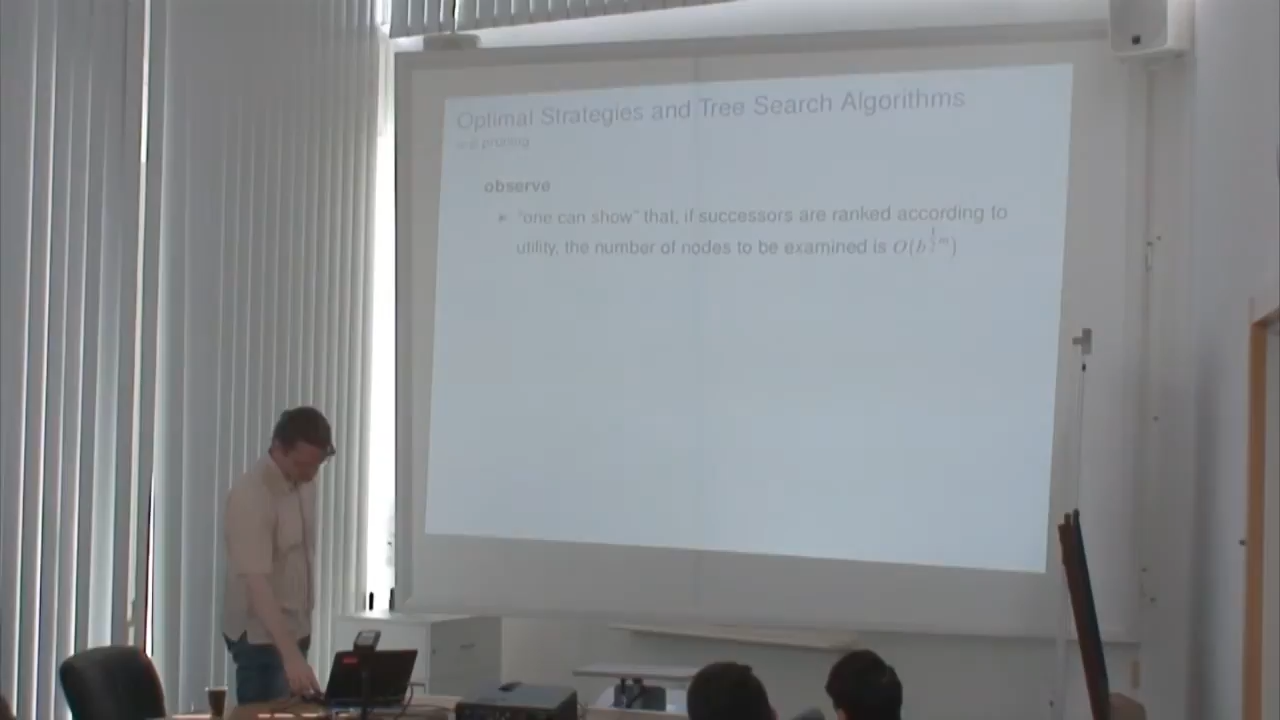 Optimal Strategies and Tree Search Algorithms
α-β pruning
observe
► "one can show" that, if successors are ranked according to
utility, the number of nodes to be examined is O(b^{\frac{1}{2}m})